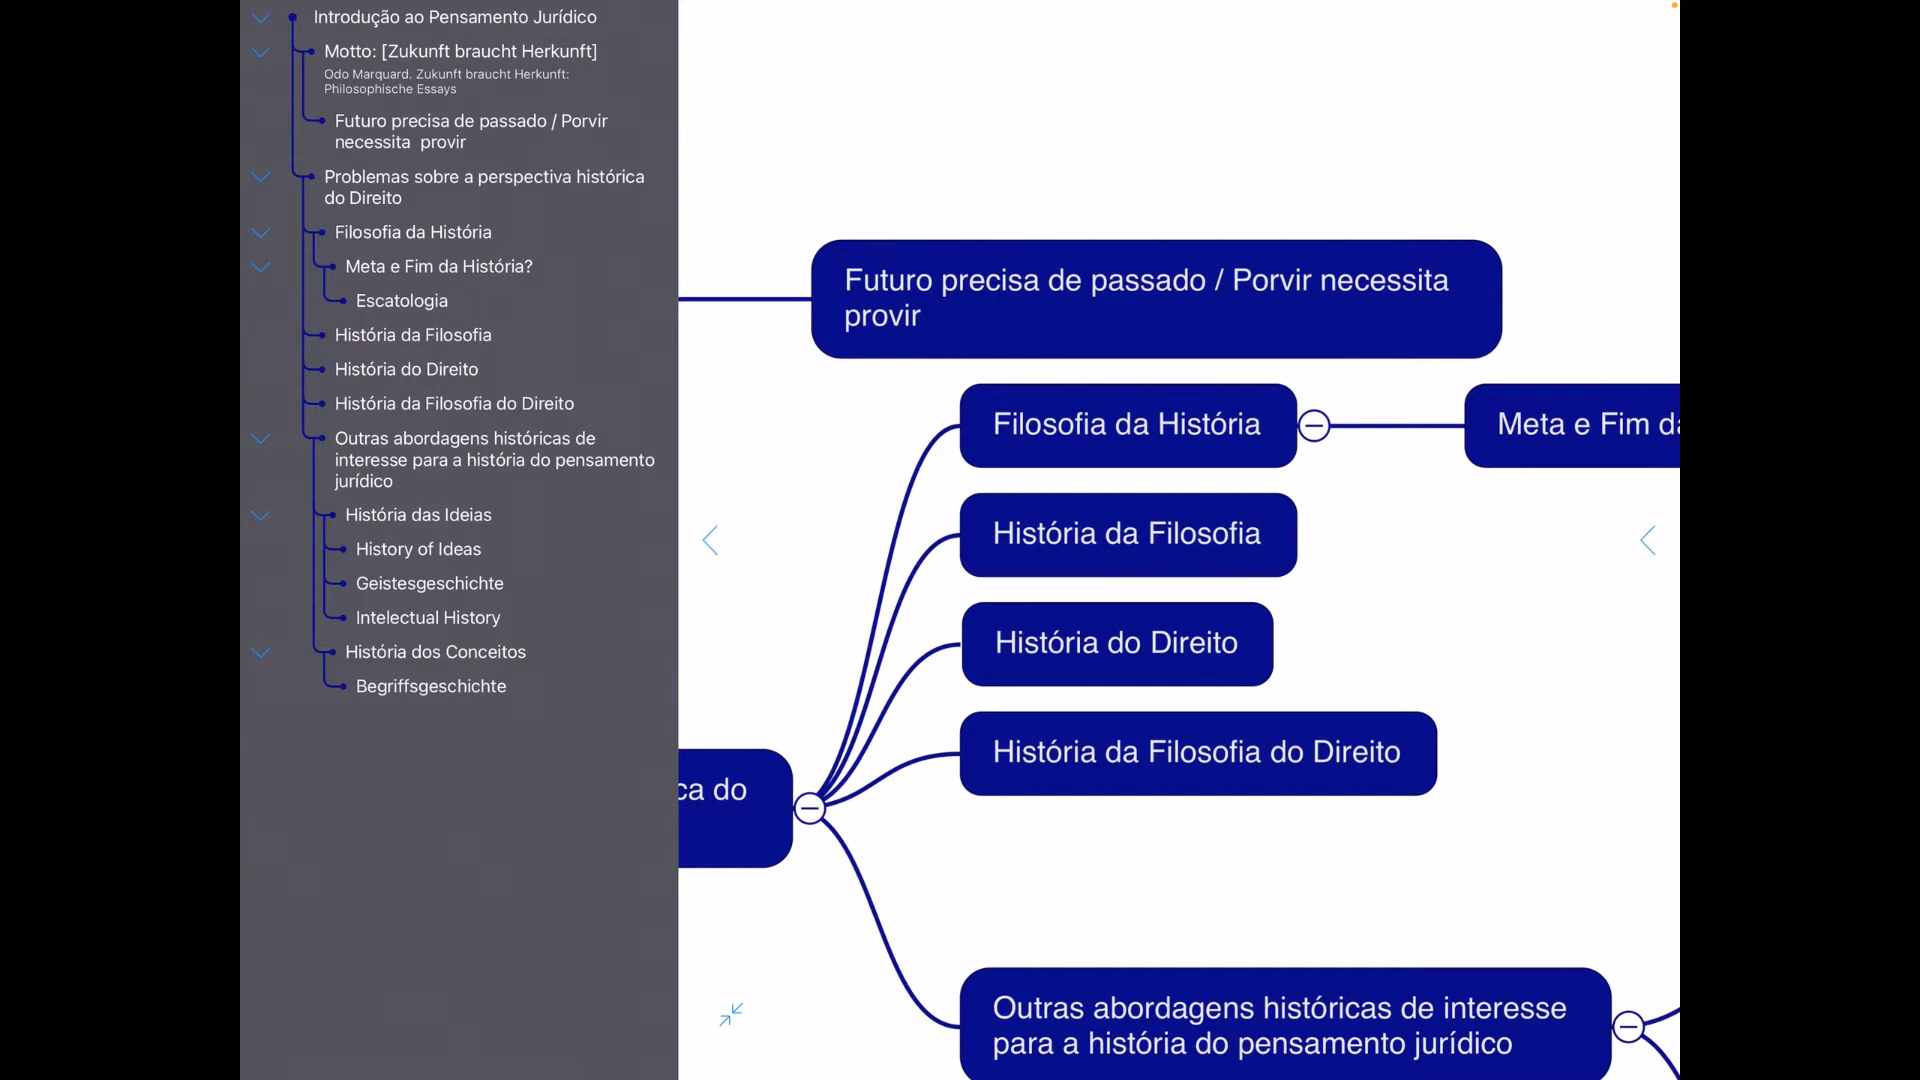 Introdução ao Pensamento Jurídico
Motto: [Zukunft braucht Herkunft]
Odo Marquard. Zukunft braucht Herkunft:
Philosophische Essays
Futuro precisa de passado / Porvir
necessita  provir
Problemas sobre a perspectiva histórica
do Direito
Filosofia da História
Meta e Fim da História?
Escatologia
História da Filosofia
História do Direito
História da Filosofia do Direito
Outras abordagens históricas de
interesse para a história do pensamento
jurídico
História das Ideias
History of Ideas
Geistesgeschichte
Intelectual History
História dos Conceitos
Begriffsgeschichte
Futuro precisa de passado / Porvir necessita
provir
Filosofia da História
Meta e Fim da
História da Filosofia
História do Direito
História da Filosofia do Direito
ca do
Outras abordagens históricas de interesse
para a história do pensamento jurídico